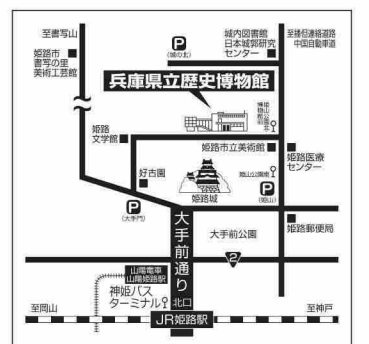 至書写山
姫路市
書写の里
美術工芸館
P
(城の北)
城内図書館
日本城郭研究
センター
至播但連絡道路
中国自動車道
兵庫県立歴史博物館
姫路
文学館
姫路市立美術館
姫路医療
センター
好古園
姫路城
姫山公園南
P
(姫山)
P
(大手門)
大手前通り
大手前公園
姫路郵便局
2
山陽電車
山陽姫路駅
神姫バス
ターミナル
北口
至岡山
JR姫路駅
至神戸